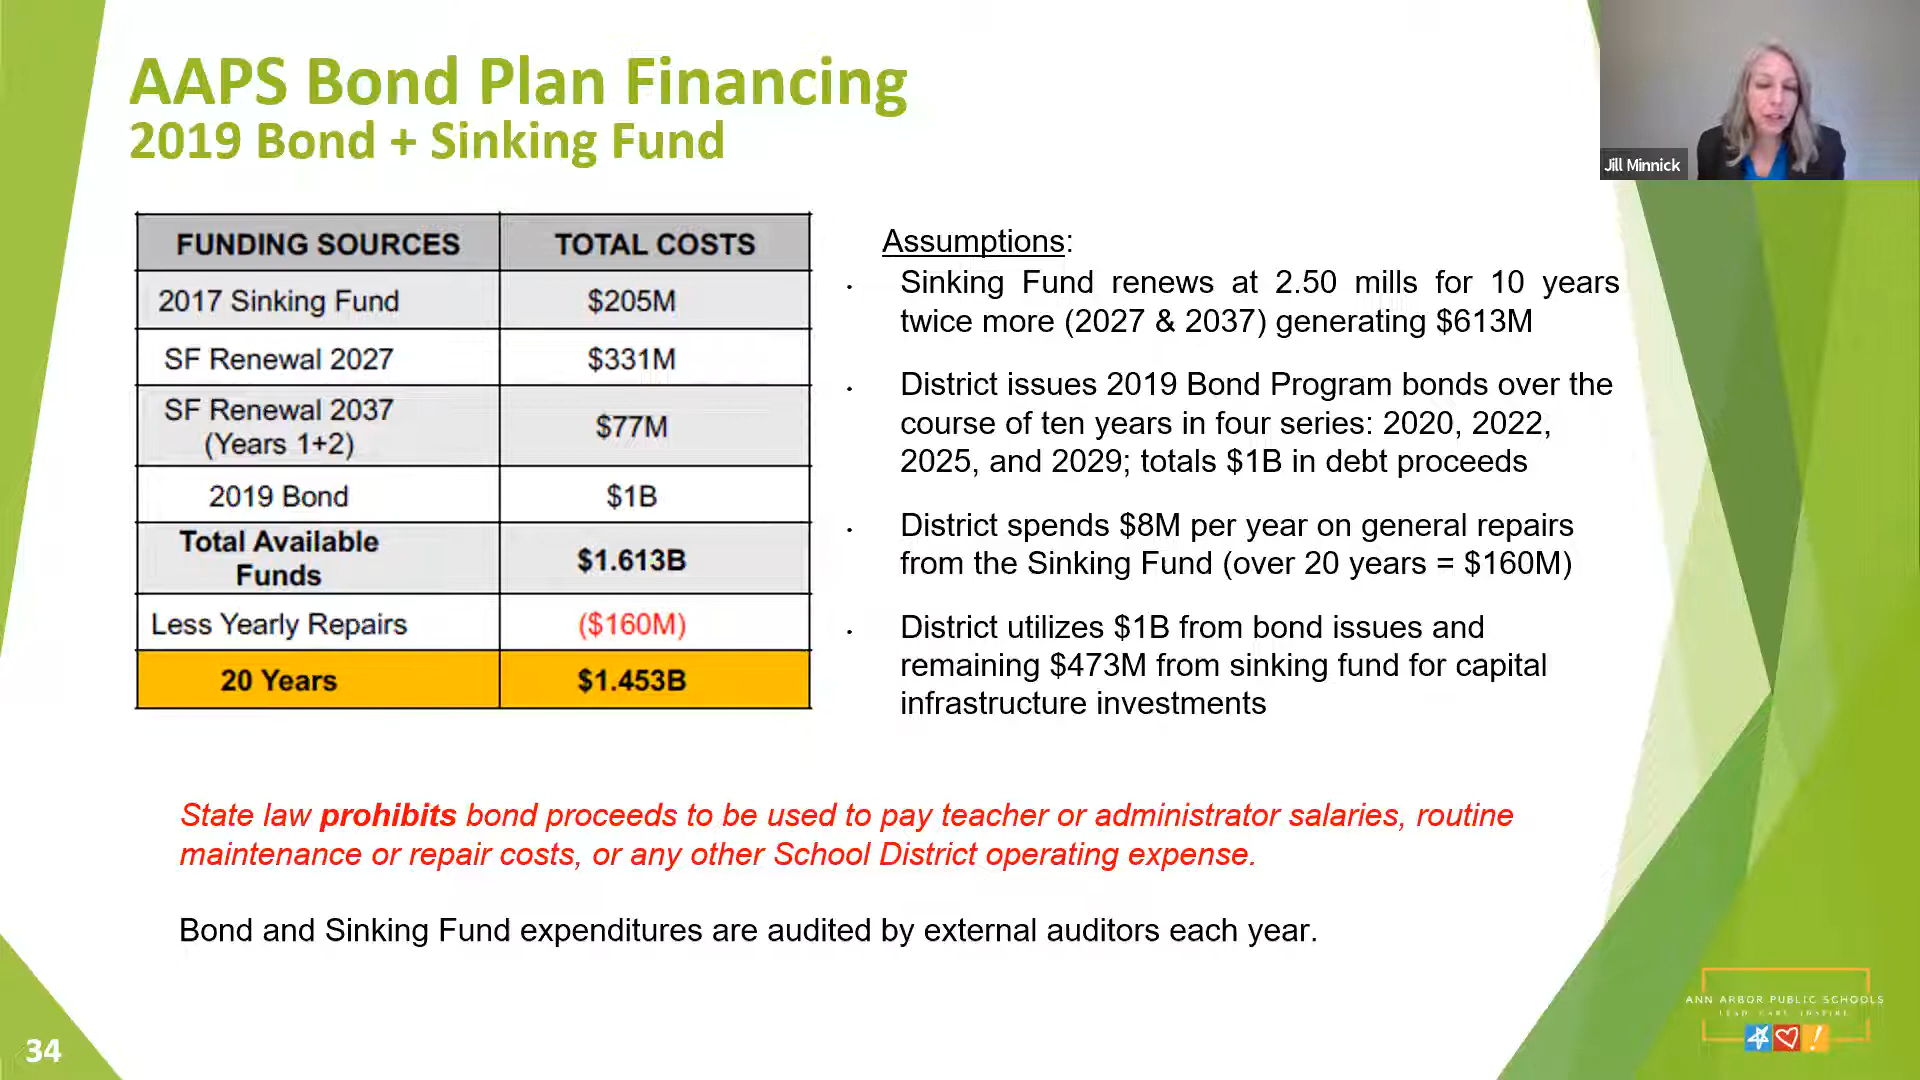 AAPS Bond Plan Financing
2019 Bond + Sinking Fund
Jill Minnick
FUNDING SOURCES TOTAL COSTS
2017 Sinking Fund $205M
SF Renewal 2027 $331M
SF Renewal 2037
(Years 1+2) $77M
2019 Bond $1B
Total Available
Funds $1.613B
Less Yearly Repairs ($160M)
20 Years $1.453B
Assumptions:
• Sinking Fund renews at 2.50 mills for 10 years
twice more (2027 & 2037) generating $613M
• District issues 2019 Bond Program bonds over the
course of ten years in four series: 2020, 2022,
2025, and 2029; totals $1B in debt proceeds
• District spends $8M per year on general repairs
from the Sinking Fund (over 20 years = $160M)
• District utilizes $1B from bond issues and
remaining $473M from sinking fund for capital
infrastructure investments
State law prohibits bond proceeds to be used to pay teacher or administrator salaries, routine
maintenance or repair costs, or any other School District operating expense.
Bond and Sinking Fund expenditures are audited by external auditors each year.
ANN ARBOR PUBLIC SCHOOLS
LEAD. CARE. INSPIRE.
34